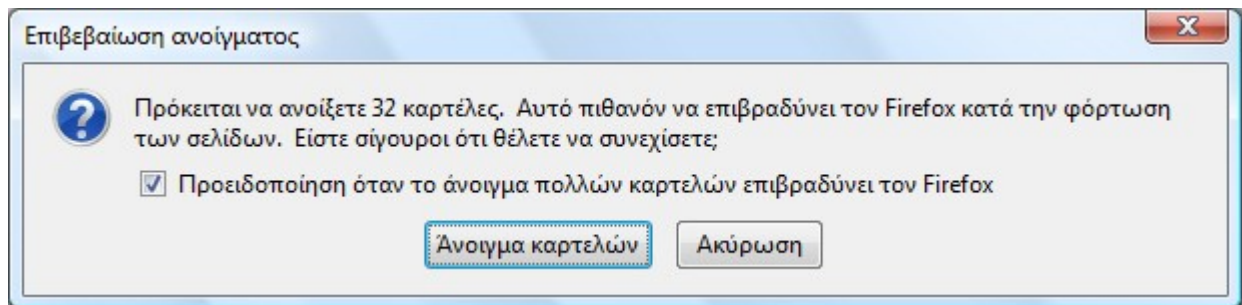 Επιβεβαίωση ανοίγματος
Πρόκειται να ανοίξετε 32 καρτέλες. Αυτό πιθανόν να επιβραδύνει τον Firefox κατά την φόρτωση
των σελίδων. Είστε σίγουροι ότι θέλετε να συνεχίσετε;
Προειδοποίηση όταν το άνοιγμα πολλών καρτελών επιβραδύνει τον Firefox
Άνοιγμα καρτελών Ακύρωση